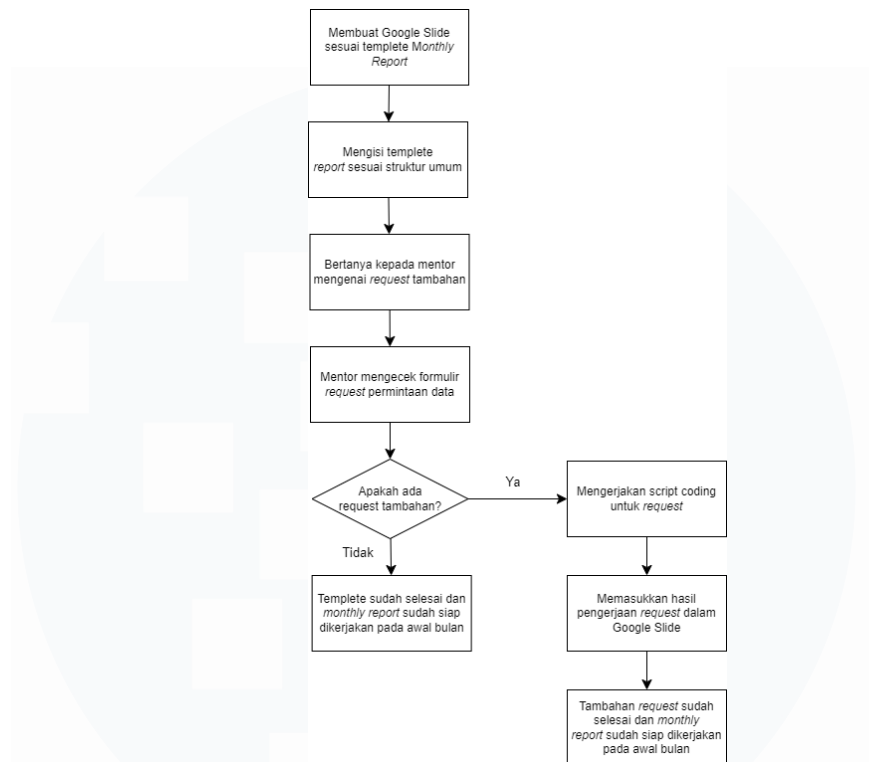 Membuat Google Slide
sesuai templete Monthly
Report
Mengisi templete
report sesuai struktur umum
Bertanya kepada mentor
mengenai request tambahan
Mentor mengecek formulir
request permintaan data
Apakah ada
request tambahan?
Ya
Mengerjakan script coding
untuk request
Tidak
Templete sudah selesai dan
monthly report sudah siap
dikerjakan pada awal bulan
Memasukkan hasil
pengerjaan request dalam
Google Slide
Tambahan request sudah
selesai dan monthly
report sudah siap dikerjakan
pada awal bulan